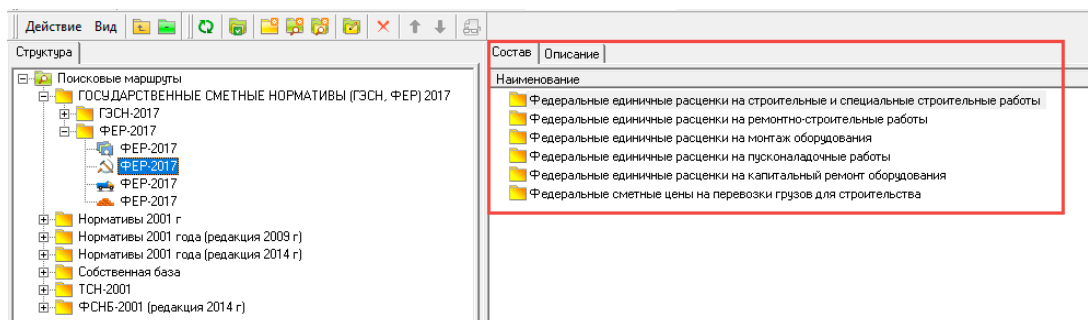 Действие Вид
Структура
Поисковые маршруты
ГОСУДАРСТВЕННЫЕ СМЕТНЫЕ НОРМАТИВЫ (ГЭСН, ФЕР) 2017
ГЭСН-2017
ФЕР-2017
ФЕР-2017
ФЕР-2017
ФЕР-2017
ФЕР-2017
Нормативы 2001 г
Нормативы 2001 года (редакция 2009 г)
Нормативы 2001 года (редакция 2014 г)
Собственная база
ТСН-2001
ФСНБ-2001 (редакция 2014 г)
Состав Описание
Наименование
Федеральные единичные расценки на строительные и специальные строительные работы
Федеральные единичные расценки на ремонтно-строительные работы
Федеральные единичные расценки на монтаж оборудования
Федеральные единичные расценки на пусконаладочные работы
Федеральные единичные расценки на капитальный ремонт оборудования
Федеральные сметные цены на перевозки грузов для строительства